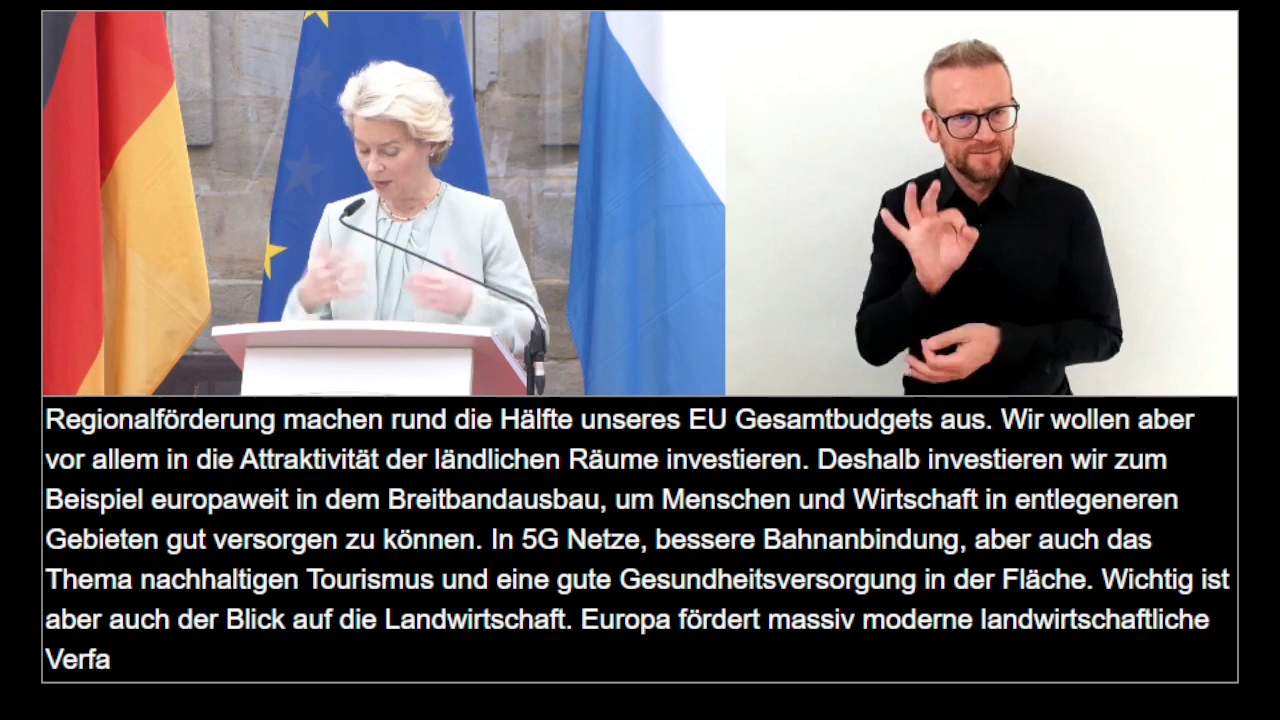 Regionalförderung machen rund die Hälfte unseres EU Gesamtbudgets aus. Wir wollen aber
vor allem in die Attraktivität der ländlichen Räume investieren. Deshalb investieren wir zum
Beispiel europaweit in dem Breitbandausbau, um Menschen und Wirtschaft in entlegeneren
Gebieten gut versorgen zu können. In 5G Netze, bessere Bahnanbindung, aber auch das
Thema nachhaltigen Tourismus und eine gute Gesundheitsversorgung in der Fläche. Wichtig ist
aber auch der Blick auf die Landwirtschaft. Europa fördert massiv moderne landwirtschaftliche
Verfa